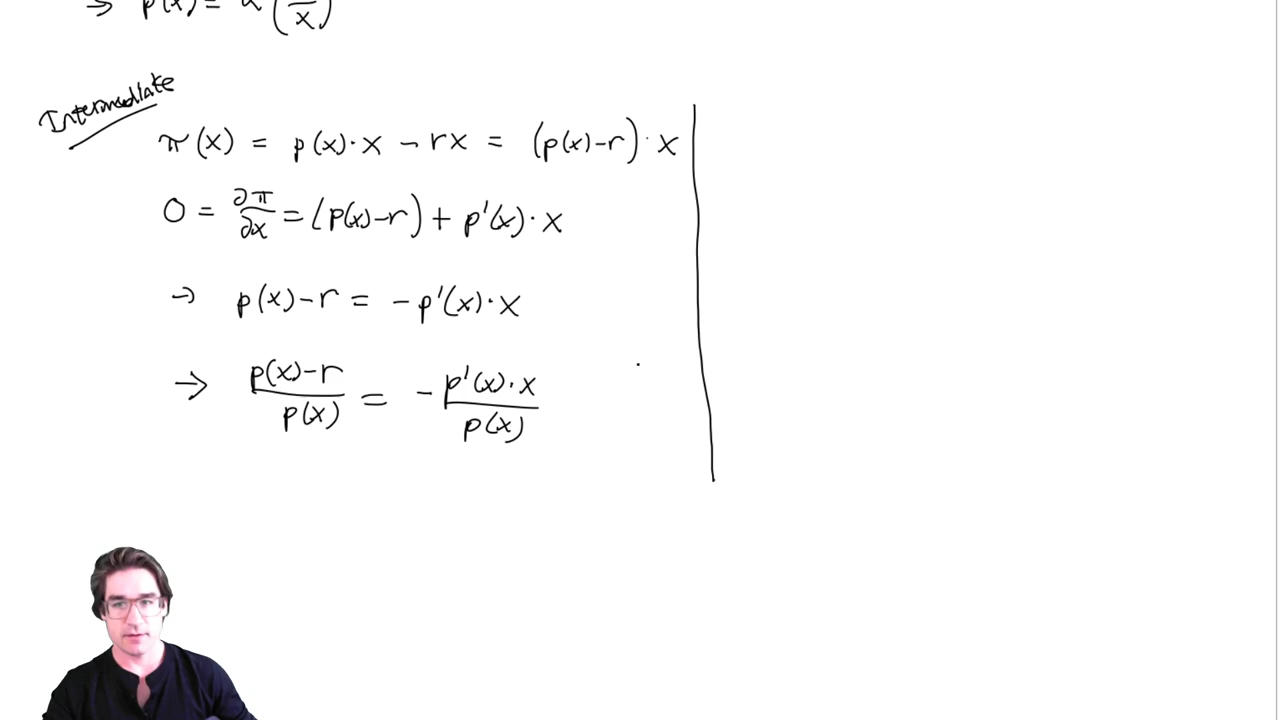 → p(x) = α (—/x)
Intermediate
π(x) = p(x)·x - rx = (p(x)-r)·x
0 = ∂π/∂x = (p(x)-r) + p'(x)·x
→ p(x)-r = -p'(x)·x
→ (p(x)-r)/p(x) = - (p'(x)·x)/p(x)